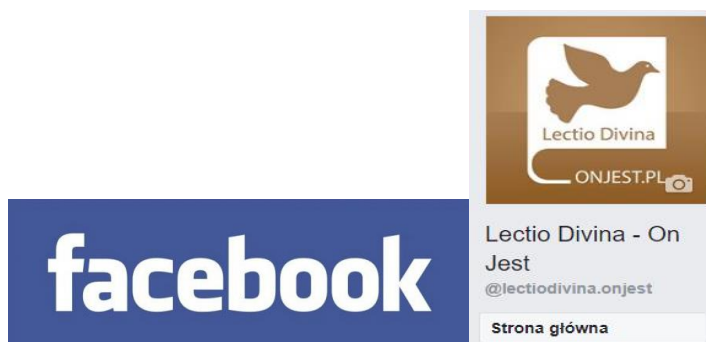 facebook
Lectio Divina
ONJEST.PL
Lectio Divina - On
Jest
@lectiodivina.onjest
Strona główna